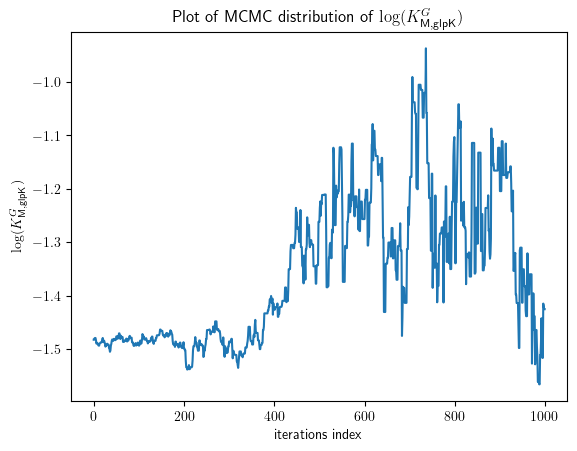 Plot of MCMC distribution of log(K^G_{M,glpK})
−1.0
−1.1
−1.2
−1.3
−1.4
−1.5
log(K^G_{M,glpK})
0 200 400 600 800 1000
iterations index